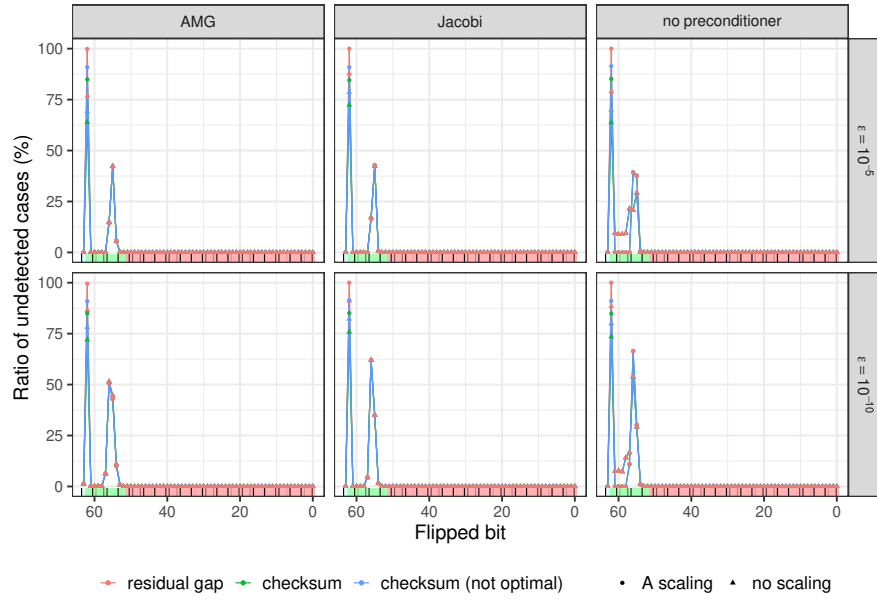 AMG
Jacobi
no preconditioner
Ratio of undetected cases (%)
100
75
50
25
0
ε = 10⁻⁵
100
75
50
25
0
ε = 10⁻¹⁰
60 40 20 0
60 40 20 0
60 40 20 0
Flipped bit
residual gap checksum checksum (not optimal) A scaling no scaling